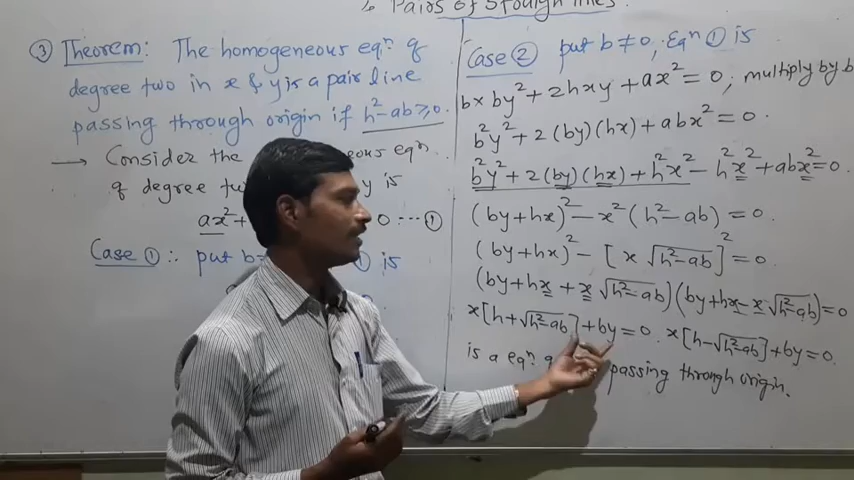 Pairs of Straigh lines.
③ Theorem: The homogeneous eqⁿ of
degree two in x & y is a pair line
passing through origin if h²-ab≥0.
→ Consider the eqⁿ
of degree y is
ax²+ 0 ---①
Case ①:- put b is
Case ② put b≠0, Eqⁿ ① is
b× by²+2hxy+ax²=0; multiply by b
b²y²+2(by)(hx)+abx²=0.
b²y²+2(by)(hx)+h²x²-h²x²+abx²=0.
(by+hx)²-x²(h²-ab)=0.
(by+hx)²-[x√h²-ab]²=0.
(by+hx+x√h²-ab)(by+hx-x√h²-ab)=0
x[h+√h²-ab]+by=0. x[h-√h²-ab]+by=0.
is a eqⁿ passing through origin.